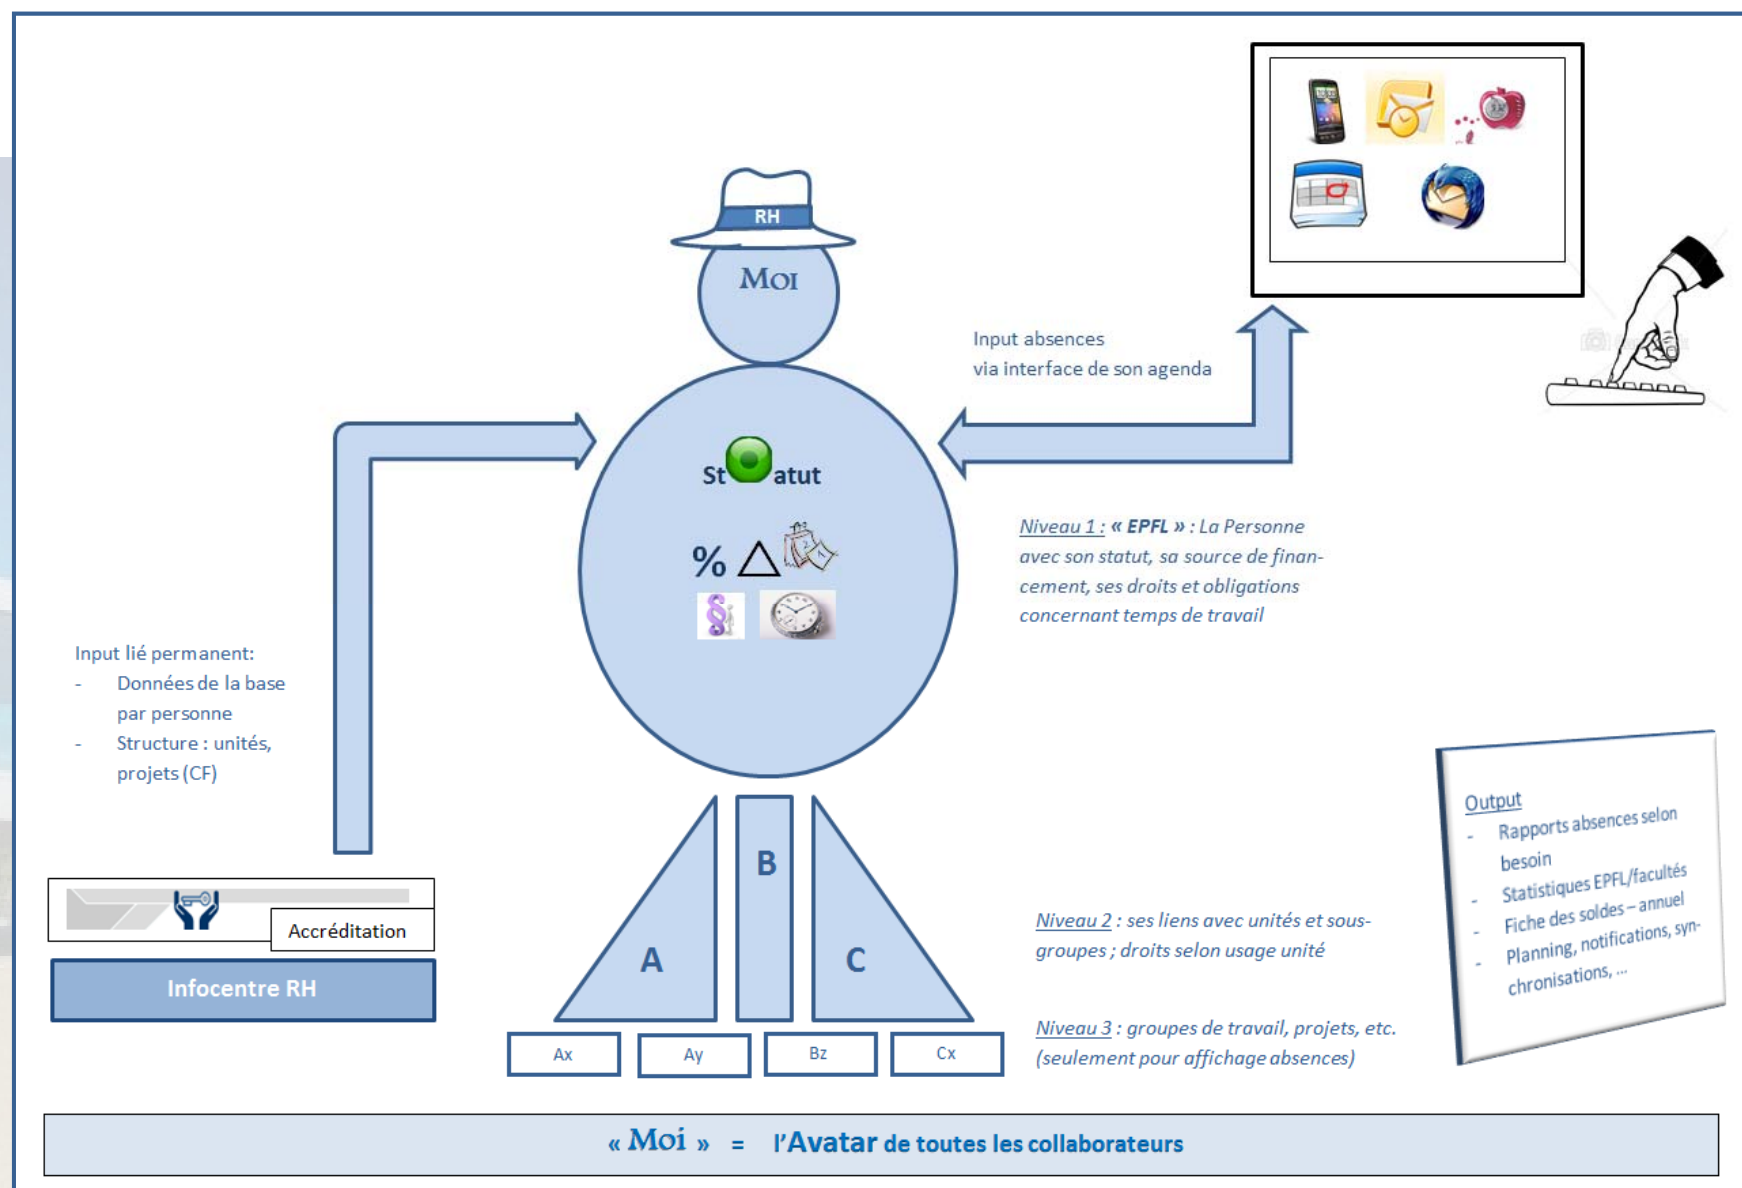 RH
Moi
Input absences
via interface de son agenda
St atut
%
Niveau 1 : « EPFL » : La Personne
avec son statut, sa source de finan-
cement, ses droits et obligations
concernant temps de travail
Input lié permanent:
- Données de la base
par personne
- Structure : unités,
projets (CF)
Accréditation
Infocentre RH
A
B
C
Ax
Ay
Bz
Cx
Niveau 2 : ses liens avec unités et sous-
groupes ; droits selon usage unité
Niveau 3 : groupes de travail, projets, etc.
(seulement pour affichage absences)
Output
- Rapports absences selon
besoin
- Statistiques EPFL/facultés
- Fiche des soldes – annuel
- Planning, notifications, syn-
chronisations, ...
« Moi » = l'Avatar de toutes les collaborateurs